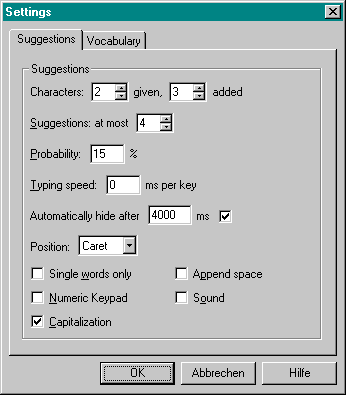 Settings
Suggestions Vocabulary
Suggestions
Characters: 2 given, 3 added
Suggestions: at most 4
Probability: 15 %
Typing speed: 0 ms per key
Automatically hide after 4000 ms
Position: Caret
Single words only Append space
Numeric Keypad Sound
Capitalization
OK Abbrechen Hilfe